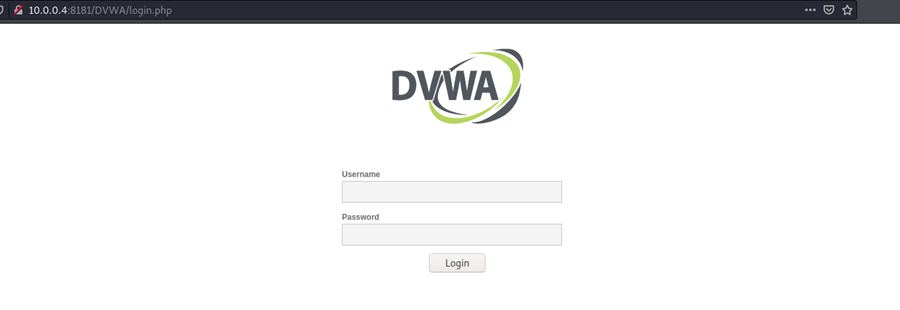 10.0.0.4:8181/DVWA/login.php
DVWA
Username
Password
Login